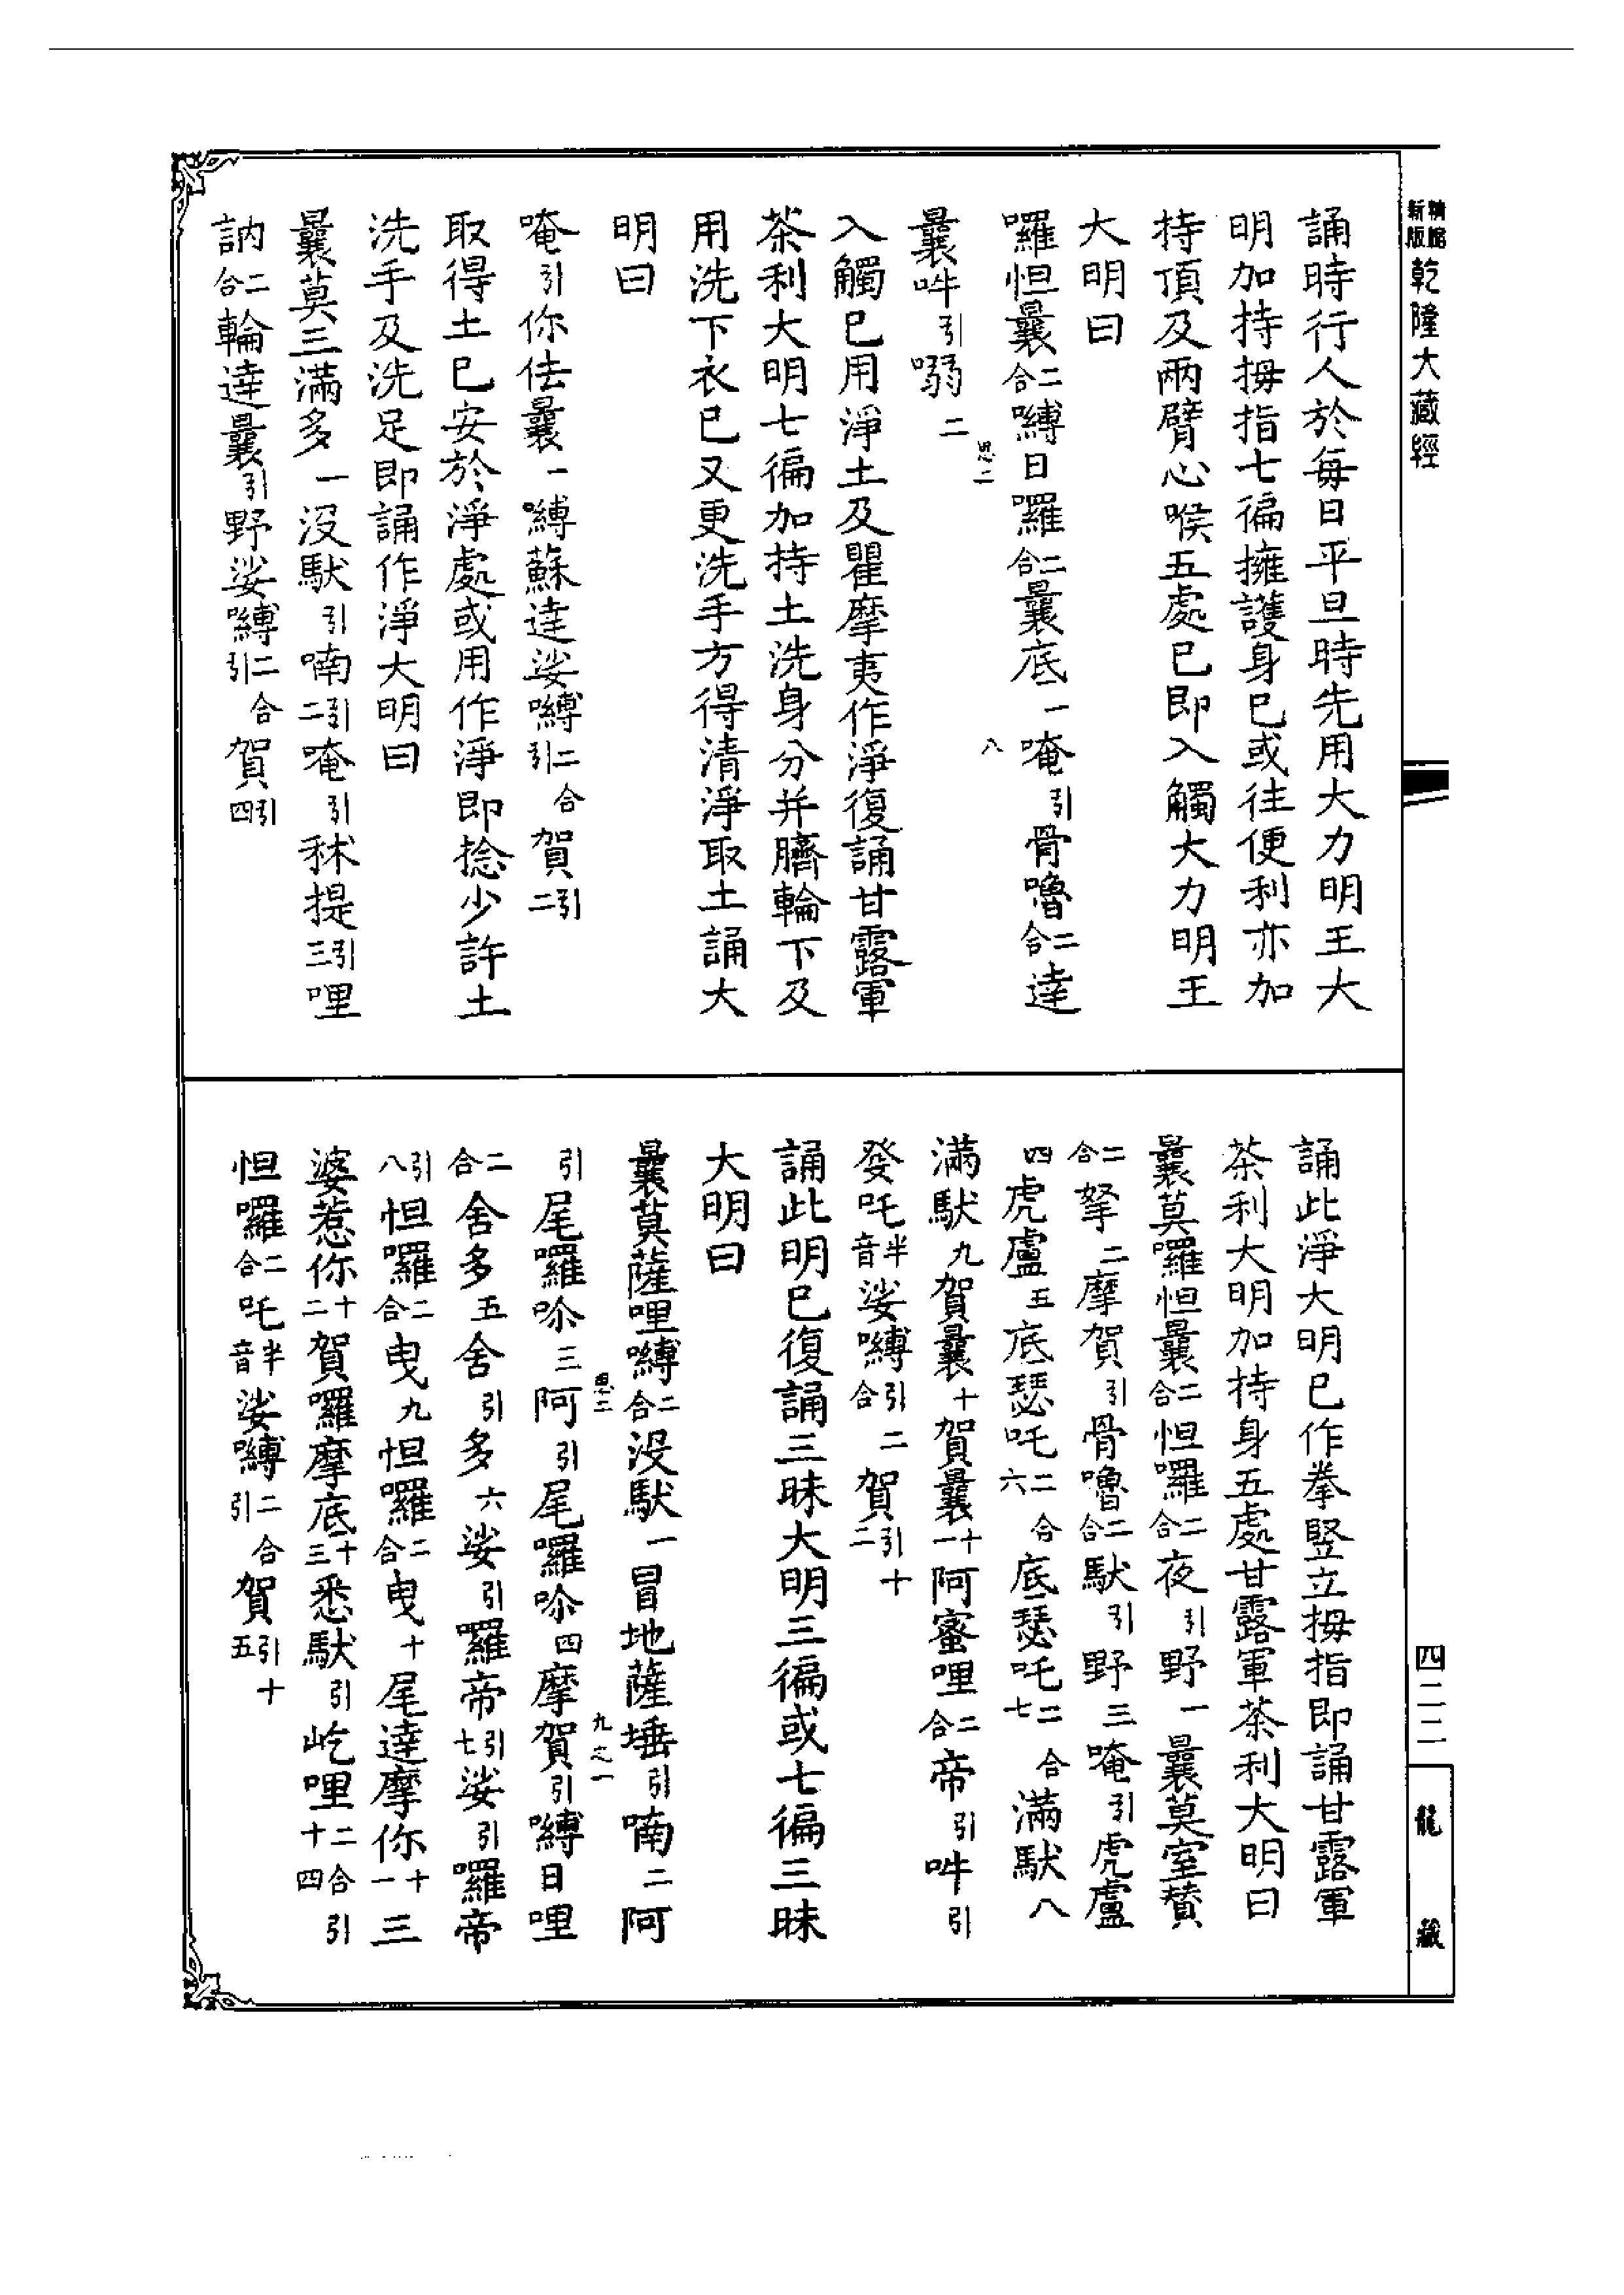 精縮新版乾隆大藏經
誦時行人於每日平旦時先用大力明王大
明加持拇指七徧擁護身已或往便利亦加
持頂及兩臂心喉五處已即入觸大力明王
大明曰
囉怛曩二合嚩日囉二合曩底一唵引骨嚕二合達
思二
八
曩吽引嗗二
入觸已用淨土及瞿摩夷作淨復誦甘露軍
茶利大明七徧加持土洗身分并臍輪下及
用洗下衣已又更洗手方得清淨取土誦大
明曰
唵引你佉曩一嚩蘇達娑嚩二合引賀引二
取得土已安於淨處或用作淨即捻少許土
洗手及洗足即誦作淨大明曰
曩莫三滿多一沒馱引喃引二唵引秫提引三哩
訥二合輪達曩引野娑嚩二合引賀引四
誦此淨大明已作拳竪立拇指即誦甘露軍
茶利大明加持身五處甘露軍茶利大明曰
曩莫囉怛曩二合怛囉二合夜引野一曩莫室賛
二合拏二摩賀引骨嚕二合馱引野三唵引虎盧
四虎盧五底瑟吒二合六底瑟吒二合七滿馱八
滿馱九賀曩十賀曩十一阿蜜哩二合帝引吽引
發吒半音娑嚩引二合賀引十二
誦此明已復誦三昧大明三徧或七徧三昧
大明曰
曩莫薩哩嚩二合沒馱一冒地薩埵引喃二阿
思二
九之一
引尾囉吩三阿引尾囉吩四摩賀引嚩日哩
二合舍多五舍引多六娑引囉帝引七娑引囉帝
引八怛囉二合曳九怛囉二合曳十尾達摩你十一三
婆惹你十二賀囉摩底十三悉馱引屹哩二合引十四
怛囉二合吒半音娑嚩二合引賀引十五
四二二
龍藏